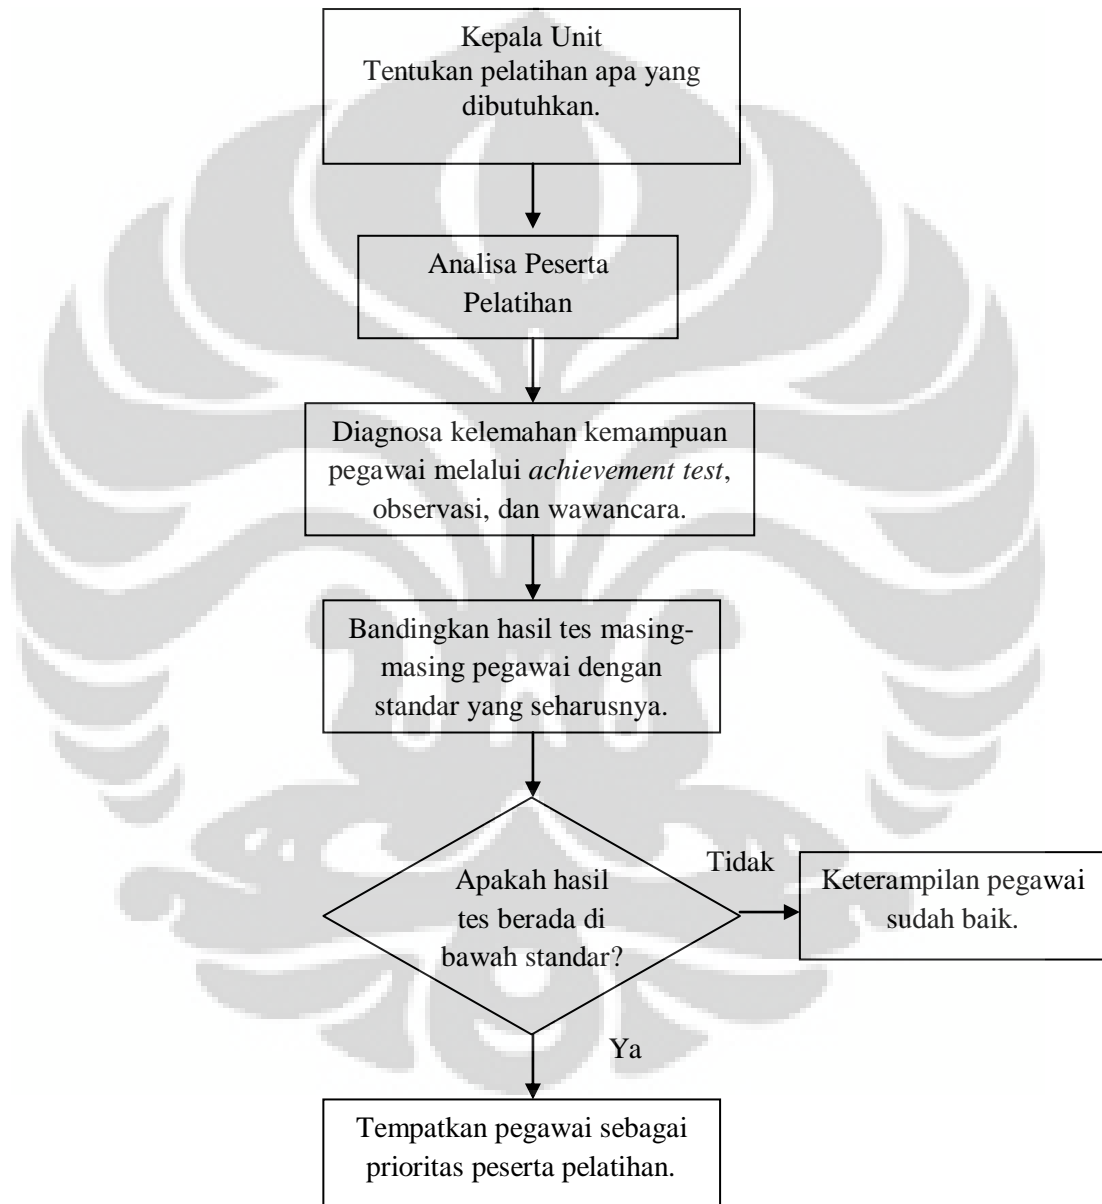 Kepala Unit
Tentukan pelatihan apa yang
dibutuhkan.
Analisa Peserta
Pelatihan
Diagnosa kelemahan kemampuan
pegawai melalui achievement test,
observasi, dan wawancara.
Bandingkan hasil tes masing-
masing pegawai dengan
standar yang seharusnya.
Apakah hasil
tes berada di
bawah standar?
Tidak
Keterampilan pegawai
sudah baik.
Ya
Tempatkan pegawai sebagai
prioritas peserta pelatihan.